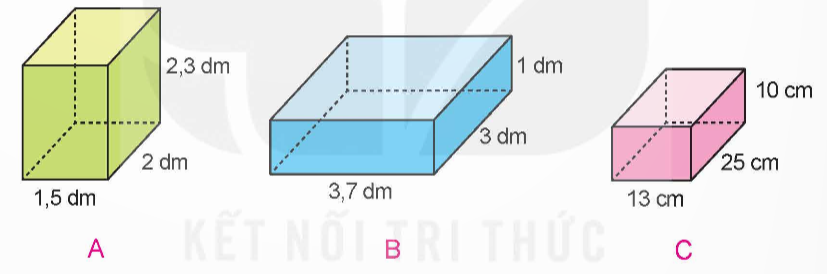 2,3 dm
2 dm
1,5 dm
A
1 dm
3 dm
3,7 dm
B
10 cm
25 cm
13 cm
C
KẾT NỐI TRI THỨC